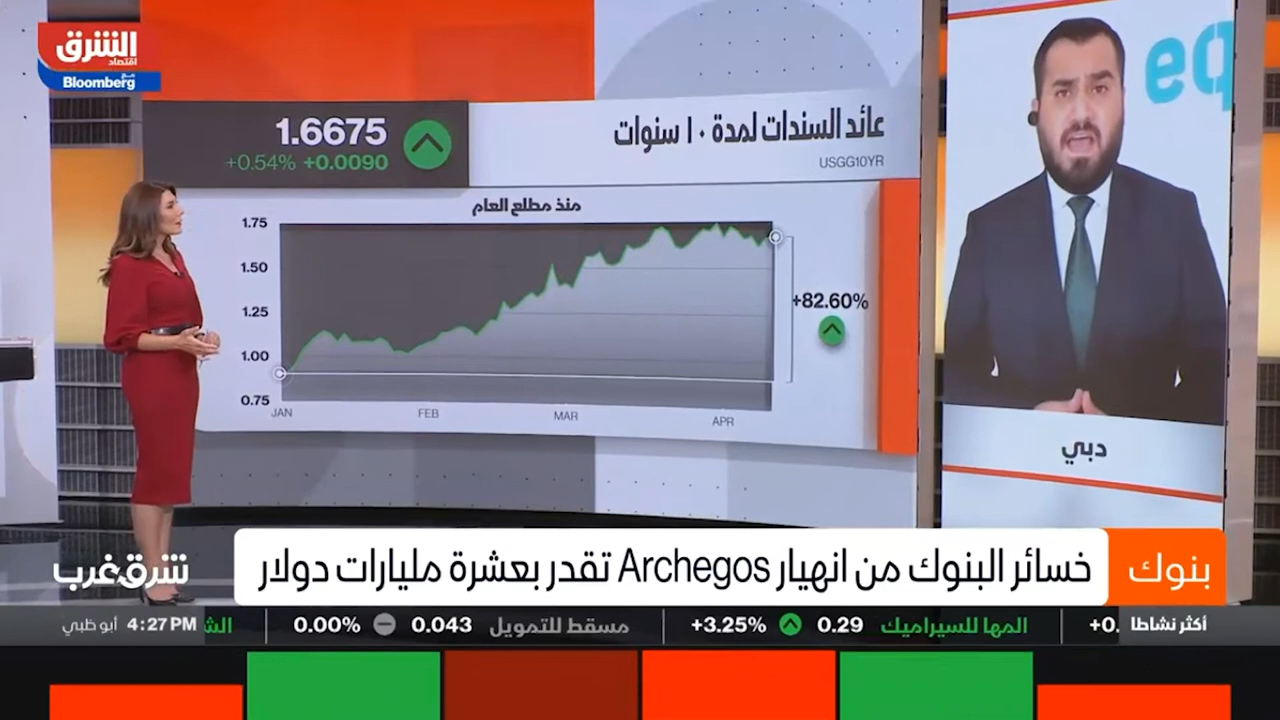 الشرق
اقتصاد
مع
Bloomberg
عائد السندات لمدة ١٠ سنوات
USGG10YR
1.6675
+0.54% +0.0090
منذ مطلع العام
1.75
1.50
1.25
1.00
0.75
JAN FEB MAR APR
+82.60%
دبي
بنوك
خسائر البنوك من انهيار Archegos تقدر بعشرة مليارات دولار
شرق غرب
أكثر نشاطا
+0.
المها للسيراميك 0.29 +3.25%
مسقط للتمويل 0.043 0.00%
4:27 PM أبو ظبي